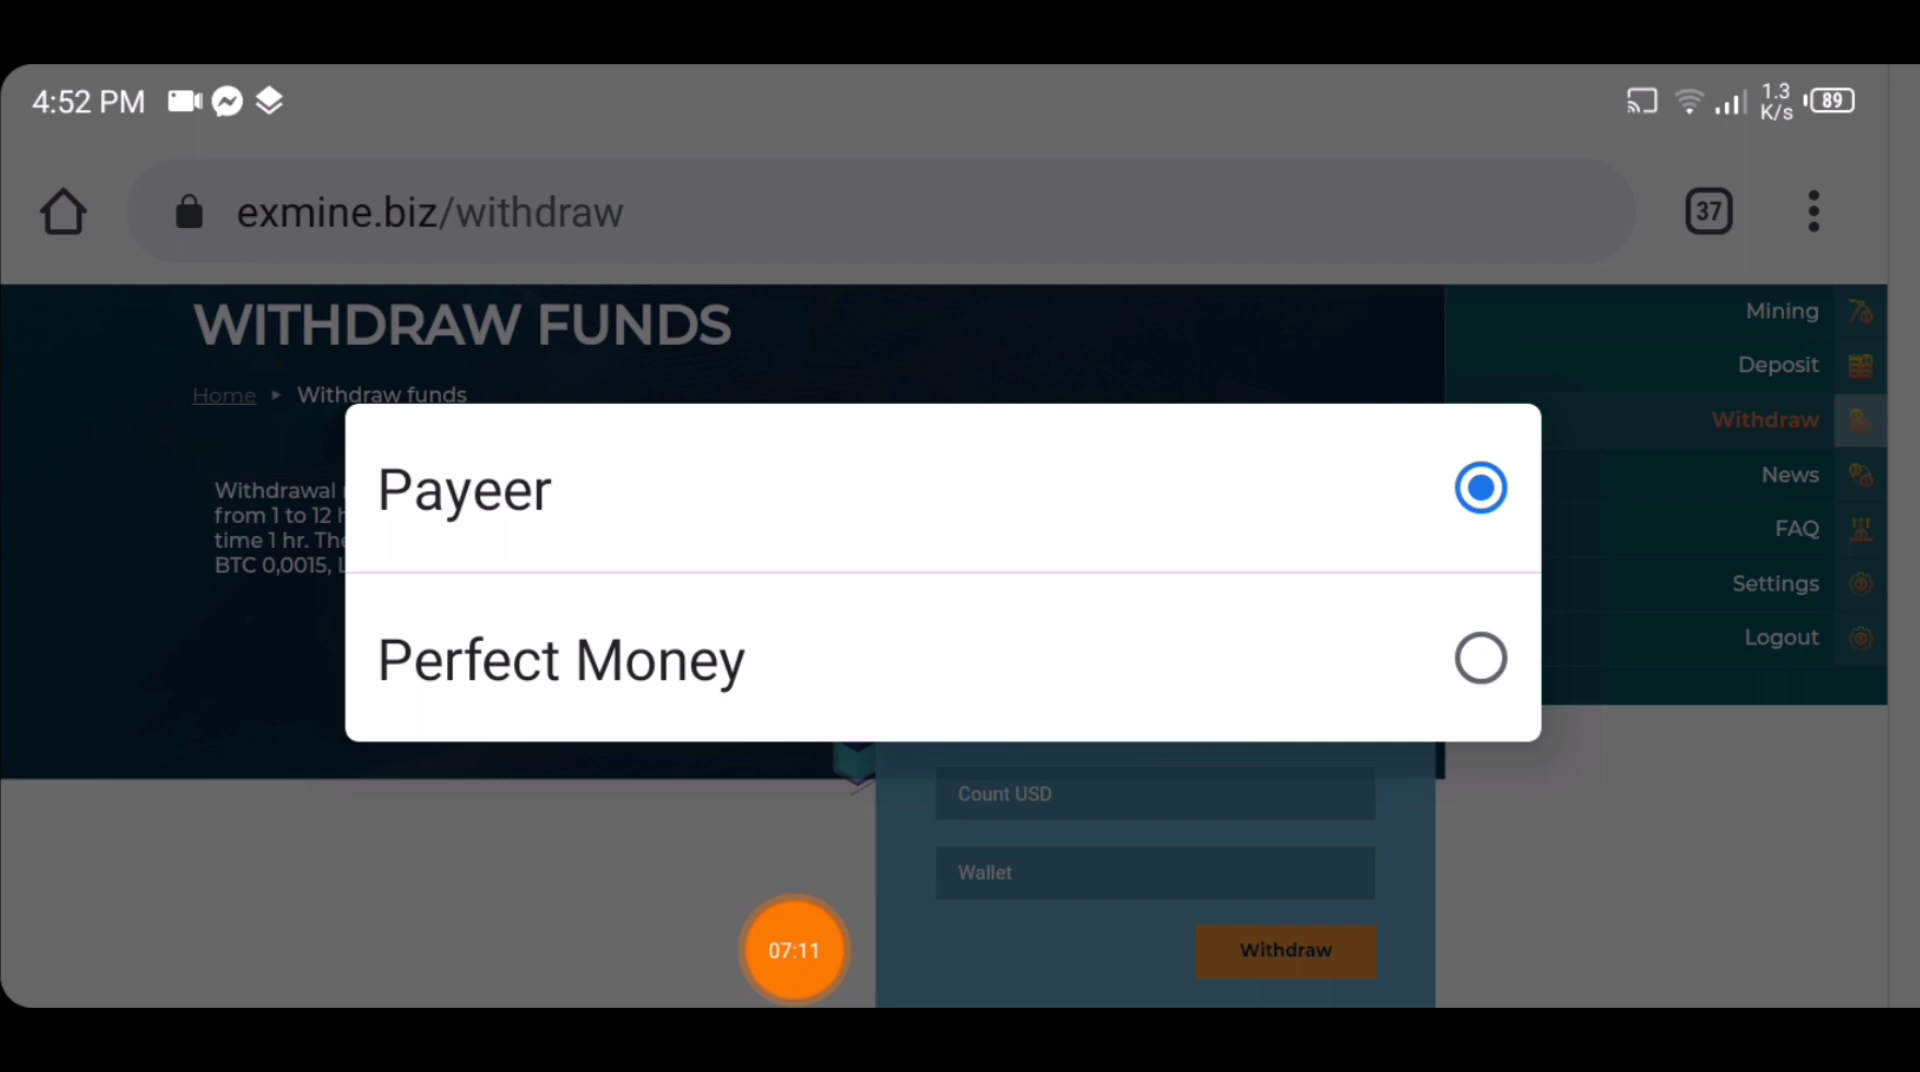 4:52 PM
1.3
K/s
89
exmine.biz/withdraw
37
WITHDRAW FUNDS
Home ▸ Withdraw funds
Withdrawal
from 1 to 12
time 1 hr.
BTC 0,0015,
Payeer
Perfect Money
Count USD
Wallet
Withdraw
07:11
Mining
Deposit
Withdraw
News
FAQ
Settings
Logout